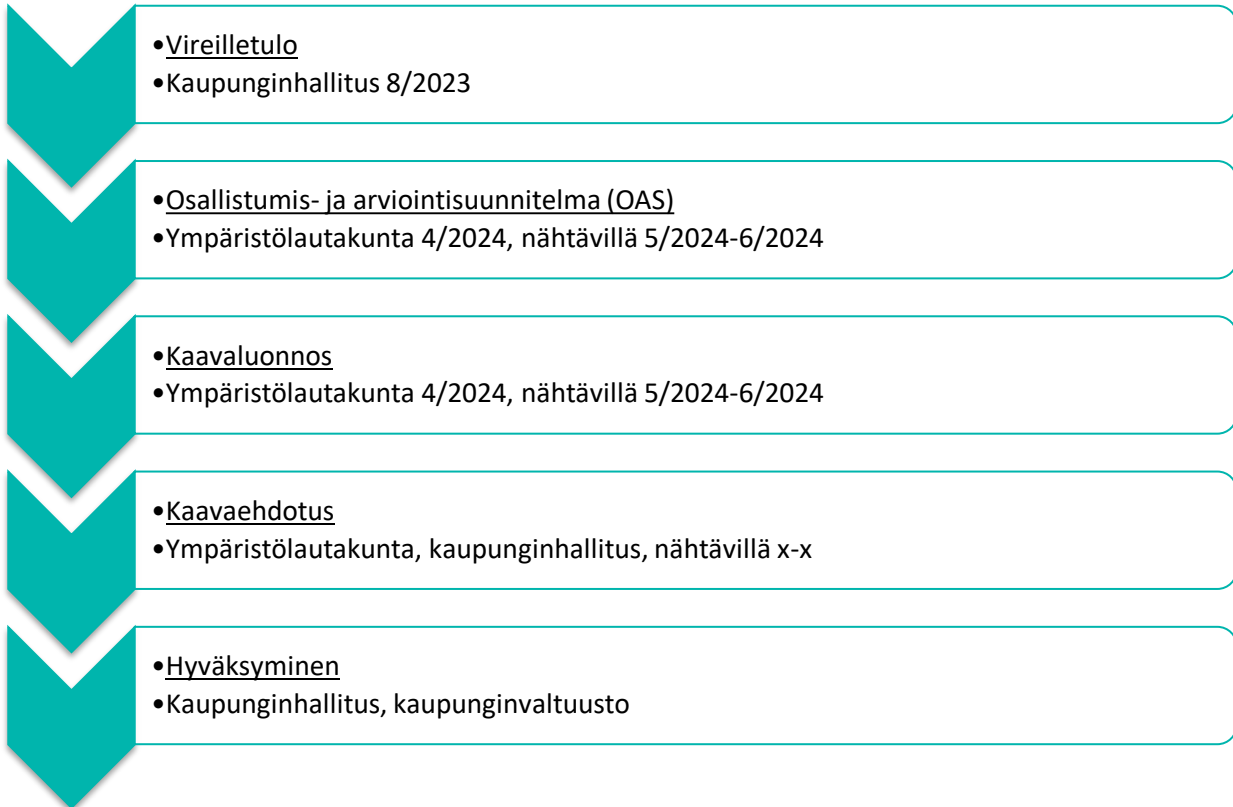 •Vireilletulo
•Kaupunginhallitus 8/2023
•Osallistumis- ja arviointisuunnitelma (OAS)
•Ympäristölautakunta 4/2024, nähtävillä 5/2024-6/2024
•Kaavaluonnos
•Ympäristölautakunta 4/2024, nähtävillä 5/2024-6/2024
•Kaavaehdotus
•Ympäristölautakunta, kaupunginhallitus, nähtävillä x-x
•Hyväksyminen
•Kaupunginhallitus, kaupunginvaltuusto